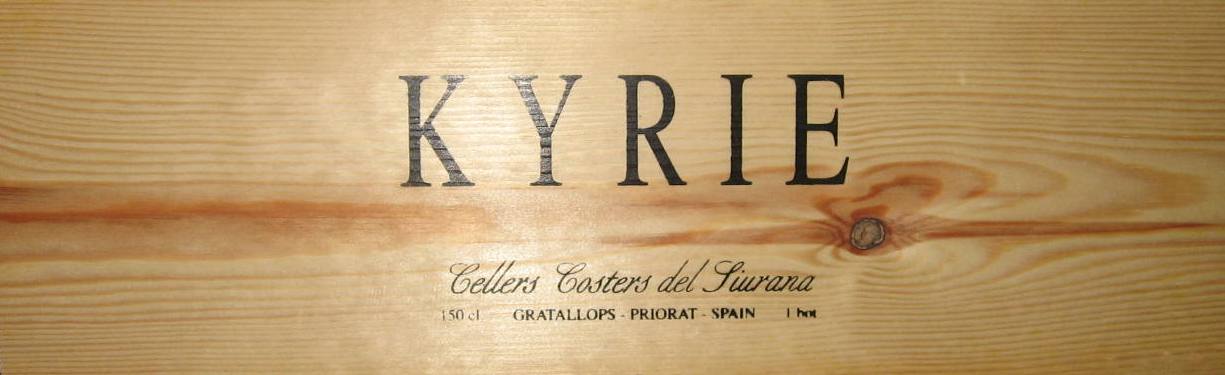 KYRIE
Cellers Costers del Siurana
150 cl GRATALLOPS - PRIORAT - SPAIN 1 bot